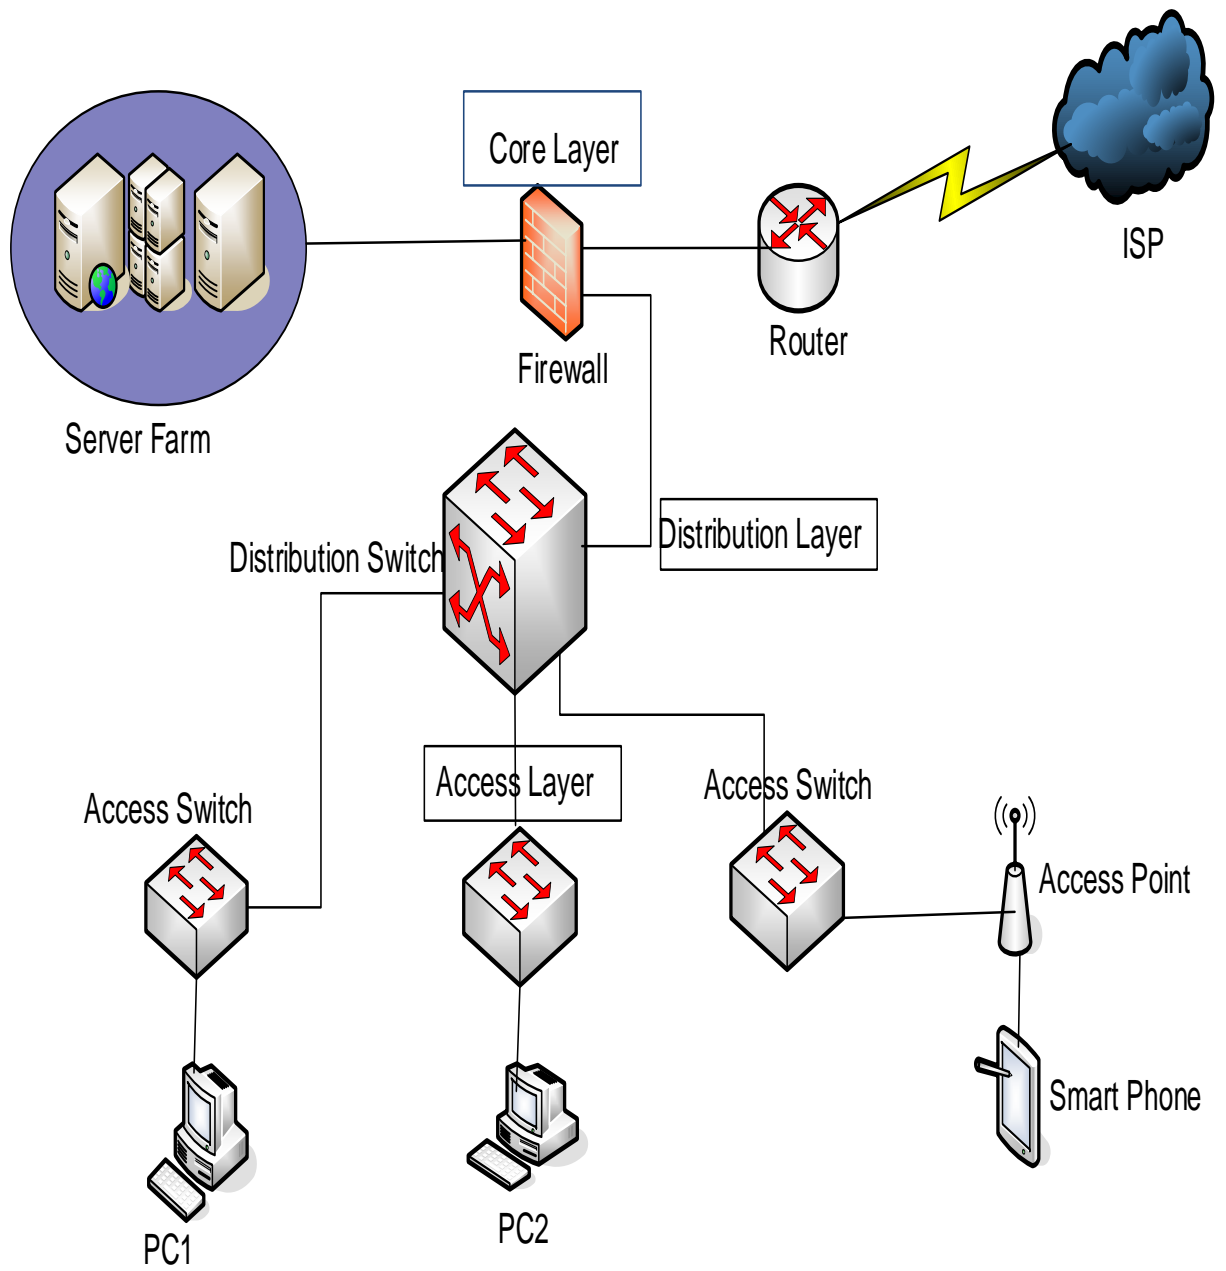 Core Layer
ISP
Router
Firewall
Server Farm
Distribution Layer
Distribution Switch
Access Layer
Access Switch
Access Switch
Access Point
Smart Phone
PC2
PC1